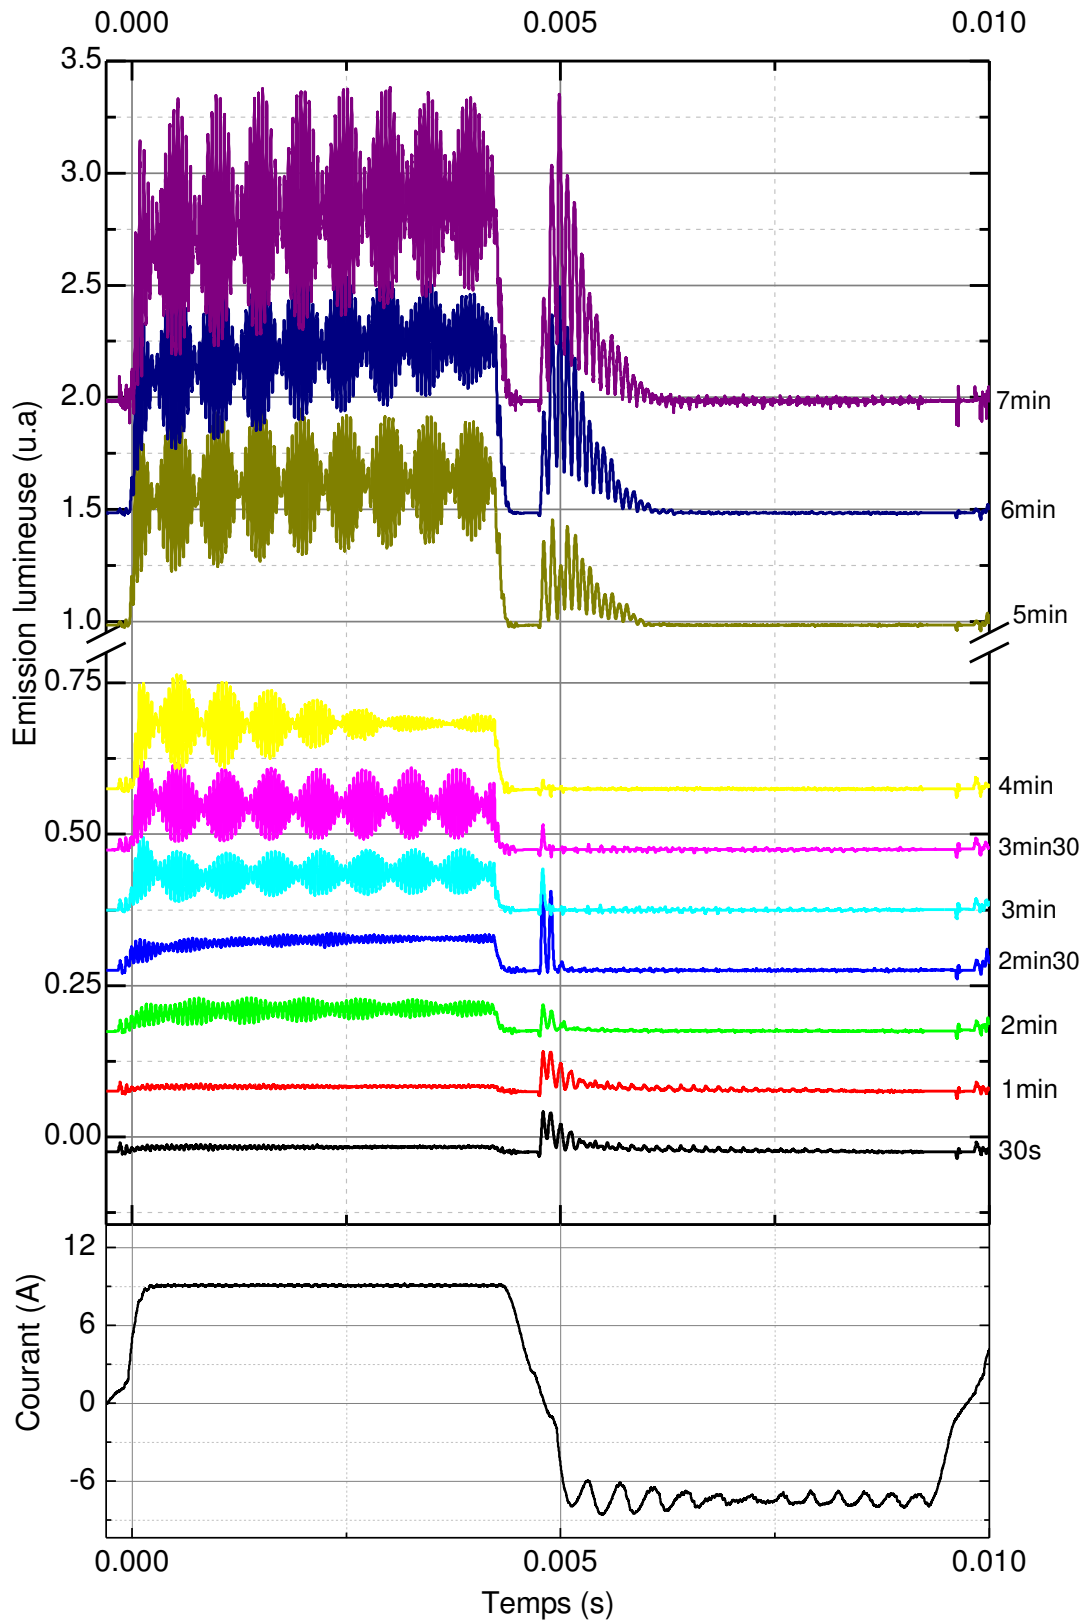 0.000 0.005 0.010
3.5
3.0
2.5
2.0
1.5
1.0
0.75
0.50
0.25
0.00
Emission lumineuse (u.a)
7min
6min
5min
4min
3min30
3min
2min30
2min
1min
30s
12
6
0
-6
Courant (A)
0.000 0.005 0.010
Temps (s)